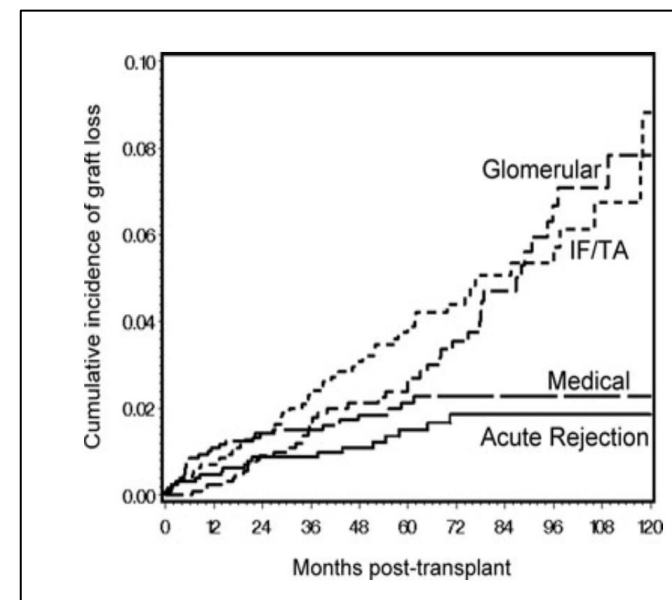 0.10
0.08
0.06
0.04
0.02
0.00
Cumulative incidence of graft loss
Glomerular
IF/TA
Medical
Acute Rejection
0 12 24 36 48 60 72 84 96 108 120
Months post-transplant